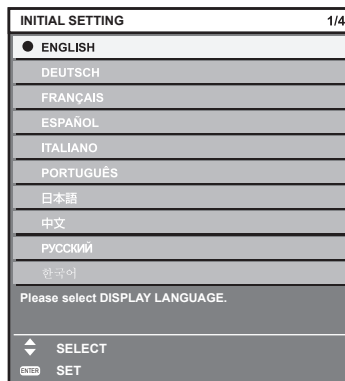 INITIAL SETTING 1/4
ENGLISH
DEUTSCH
FRANÇAIS
ESPAÑOL
ITALIANO
PORTUGUÊS
日本語
中文
РУССКИЙ
한국어
Please select DISPLAY LANGUAGE.
SELECT
ENTER SET